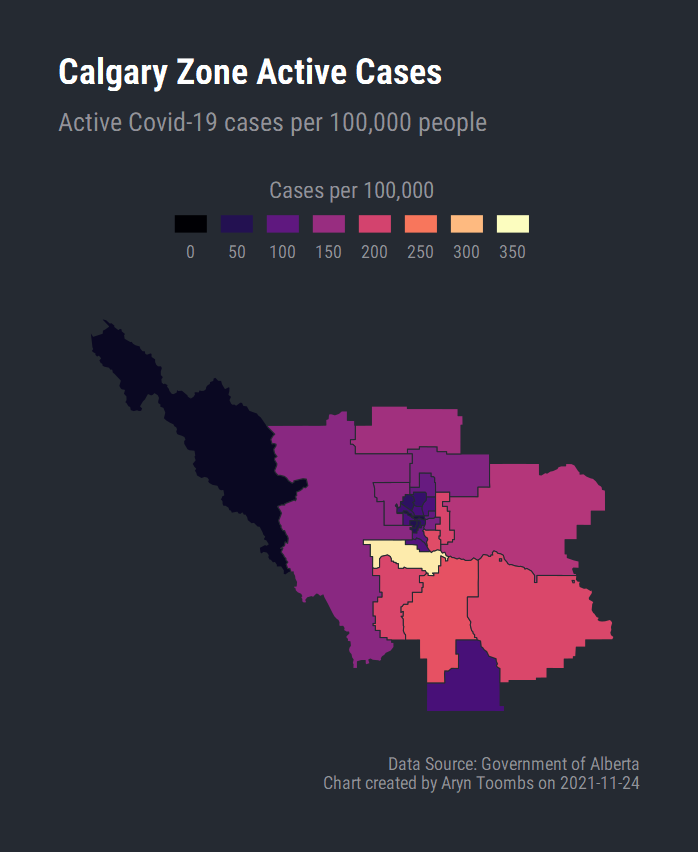 Calgary Zone Active Cases
Active Covid-19 cases per 100,000 people
Cases per 100,000
0 50 100 150 200 250 300 350
Data Source: Government of Alberta
Chart created by Aryn Toombs on 2021-11-24